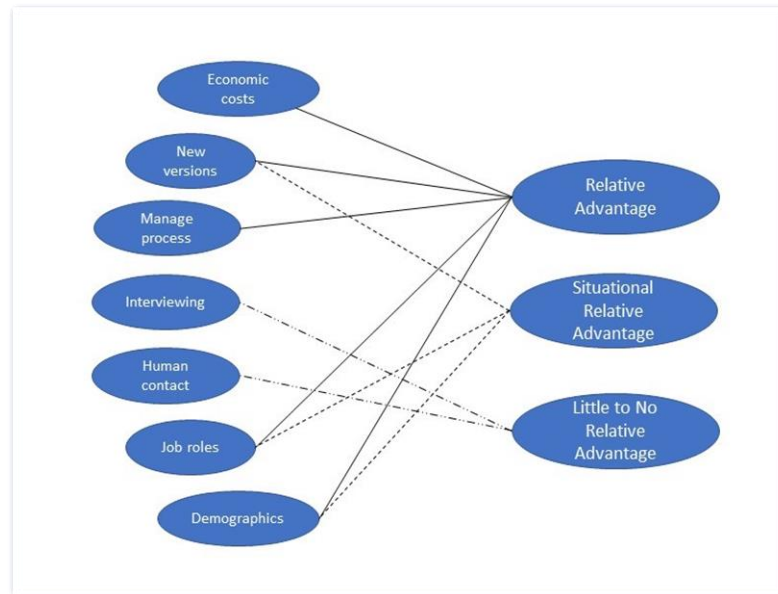 Economic
costs
New
versions
Manage
process
Interviewing
Human
contact
Job roles
Demographics
Relative
Advantage
Situational
Relative
Advantage
Little to No
Relative
Advantage